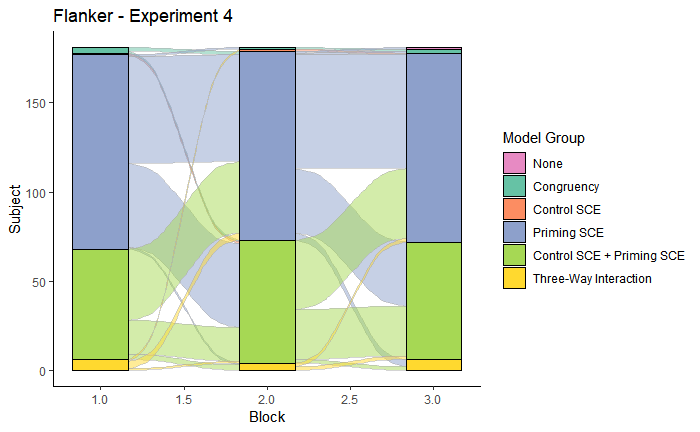 Flanker - Experiment 4
Subject
150
100
50
0
1.0
1.5
2.0
2.5
3.0
Block
Model Group
None
Congruency
Control SCE
Priming SCE
Control SCE + Priming SCE
Three-Way Interaction